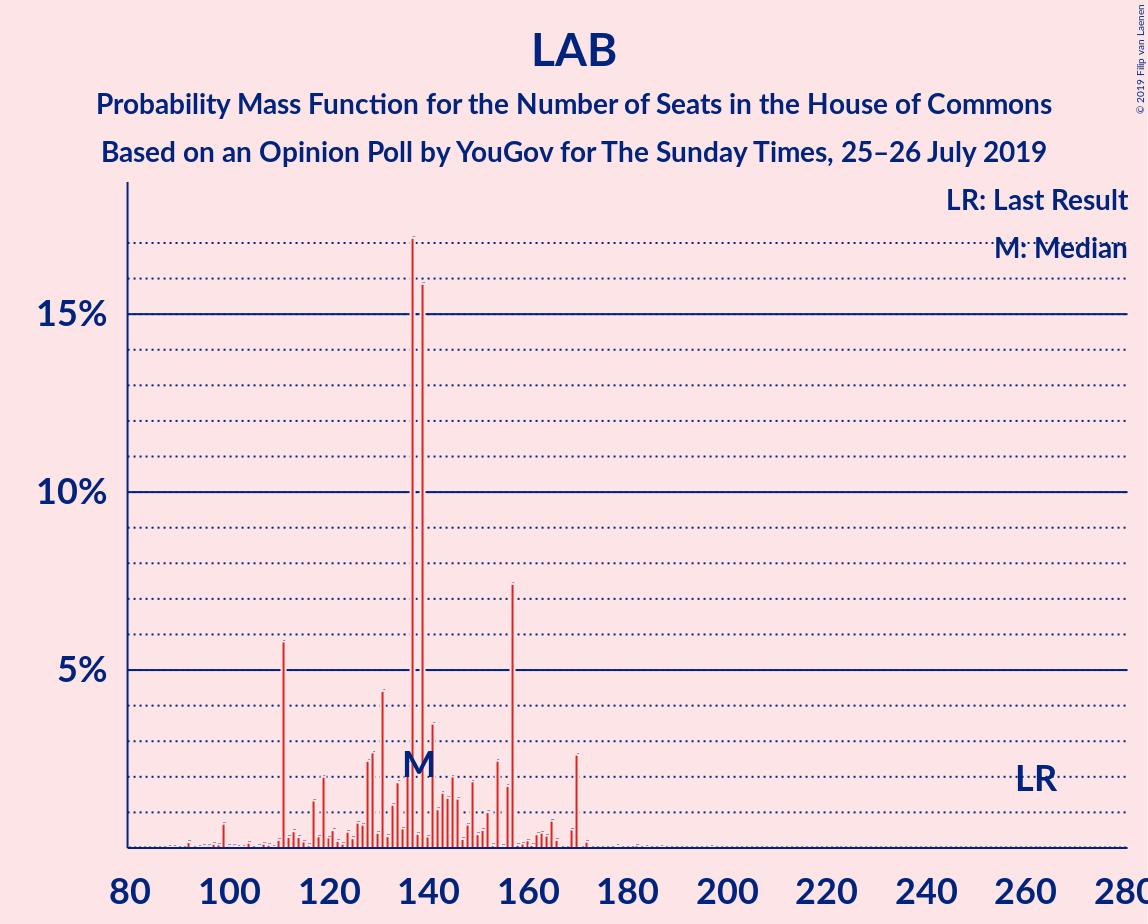 LAB
Probability Mass Function for the Number of Seats in the House of Commons
Based on an Opinion Poll by YouGov for The Sunday Times, 25–26 July 2019
© 2019 Filip van Laenen
LR: Last Result
M: Median
15%
10%
5%
M
LR
80 100 120 140 160 180 200 220 240 260 280